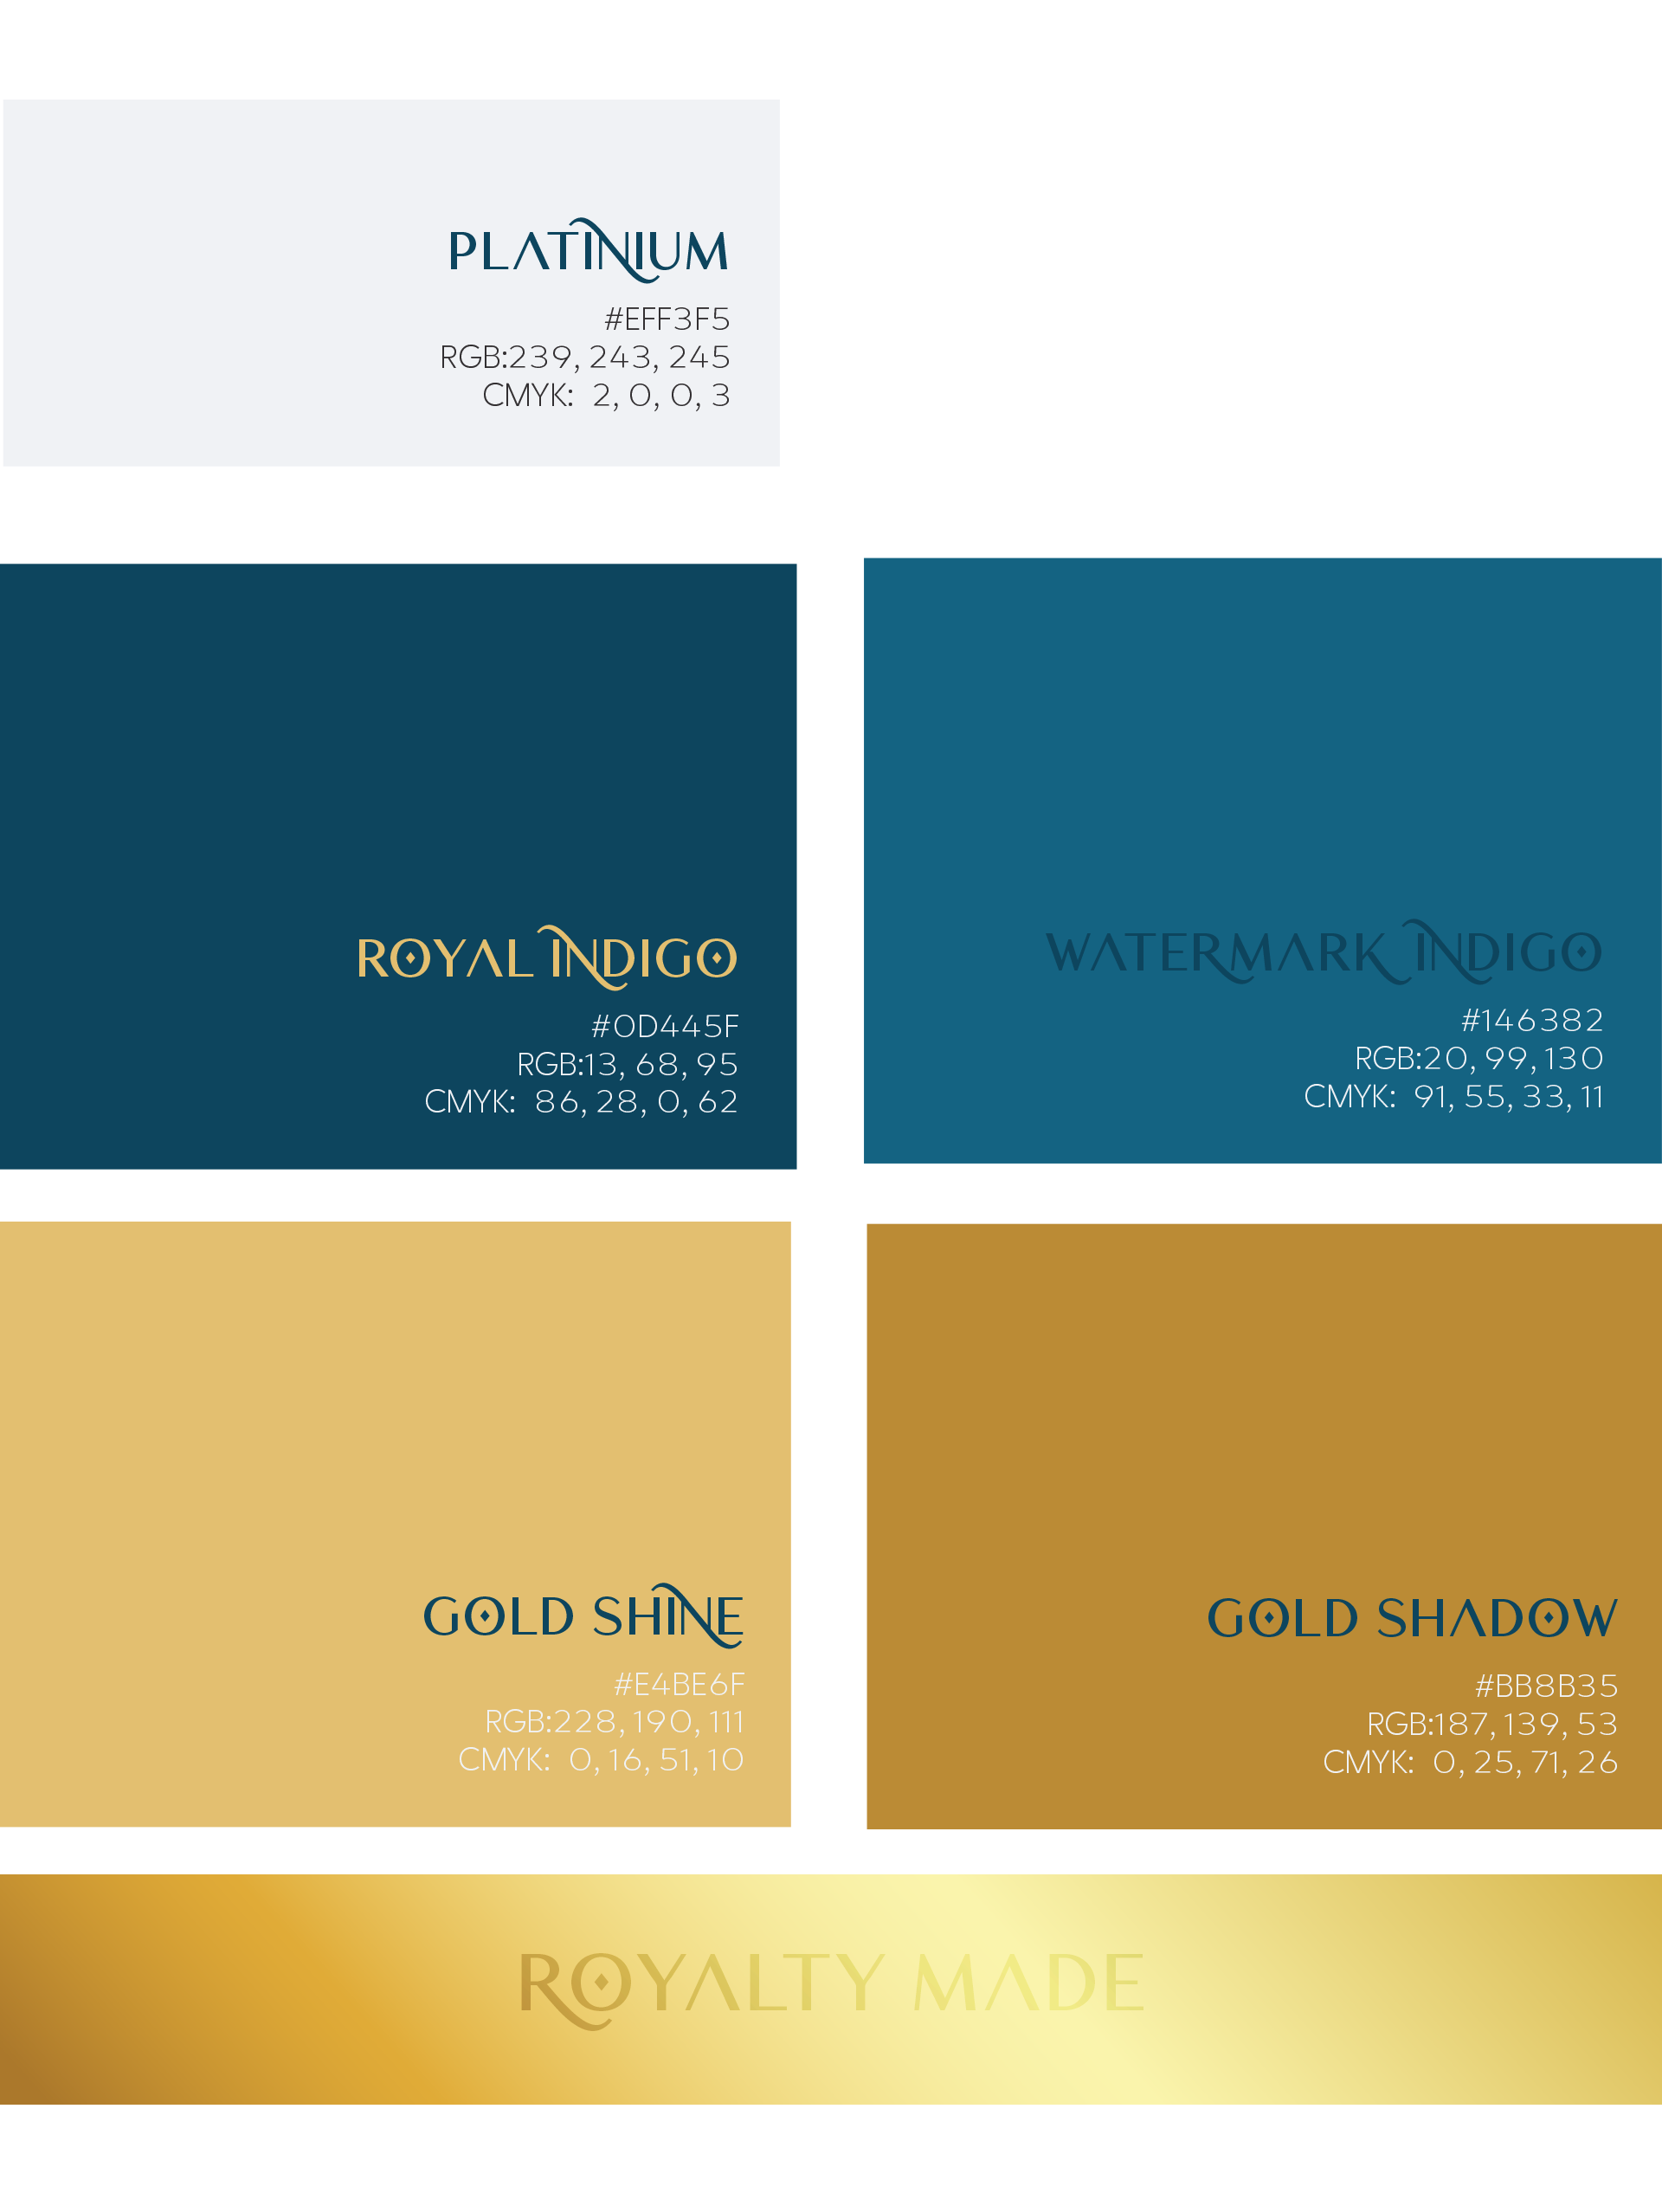 PLATINIUM
#EFF3F5
RGB:239, 243, 245
CMYK: 2, 0, 0, 3
ROYAL INDIGO
#0D445F
RGB:13, 68, 95
CMYK: 86, 28, 0, 62
WATERMARK INDIGO
#146382
RGB:20, 99, 130
CMYK: 91, 55, 33, 11
GOLD SHINE
#E4BE6F
RGB:228, 190, 111
CMYK: 0, 16, 51, 10
GOLD SHADOW
#BB8B35
RGB:187, 139, 53
CMYK: 0, 25, 71, 26
ROYALTY MADE